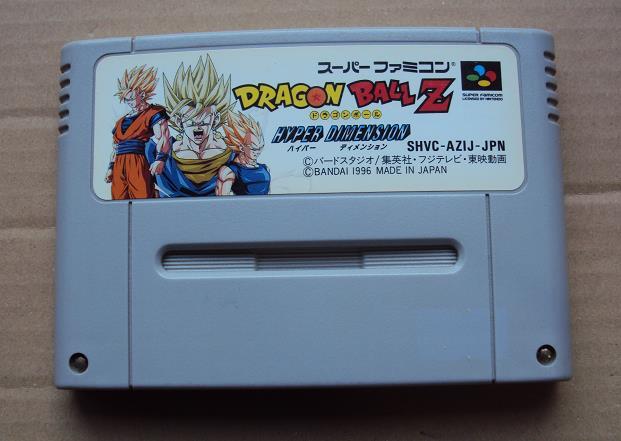 スーパーファミコン®
SUPER FAMICOM
LICENSED BY NINTENDO
DRAGON BALL Z
ドラゴンボール
HYPER DIMENSION
ハイパー ディメンション
SHVC-AZIJ-JPN
©バードスタジオ/集英社・フジテレビ・東映動画
©BANDAI 1996 MADE IN JAPAN